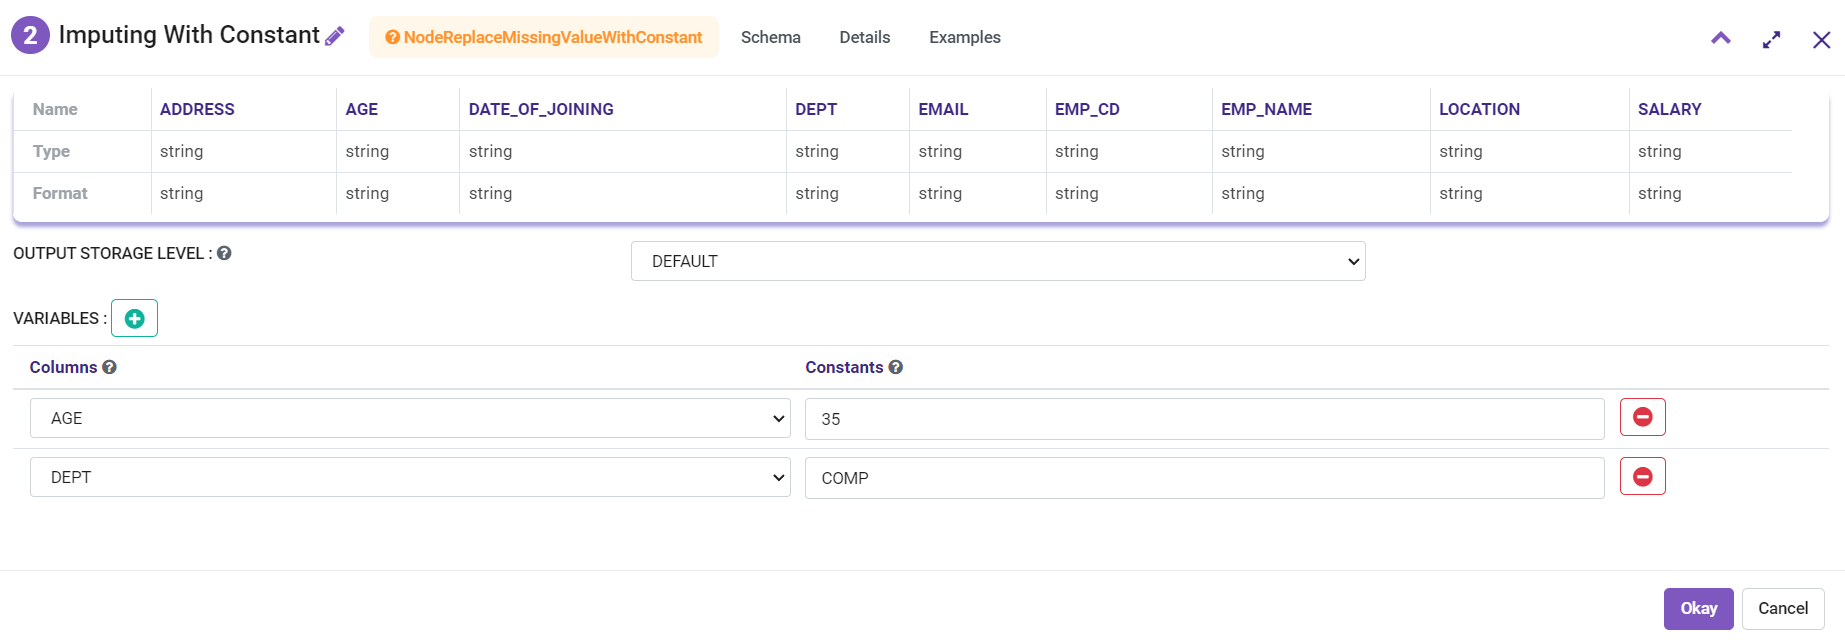 2 Imputing With Constant NodeReplaceMissingValueWithConstant Schema Details Examples
Name ADDRESS AGE DATE_OF_JOINING DEPT EMAIL EMP_CD EMP_NAME LOCATION SALARY
Type string string string string string string string string string
Format string string string string string string string string string
OUTPUT STORAGE LEVEL : DEFAULT
VARIABLES :
Columns Constants
AGE 35
DEPT COMP
Okay Cancel